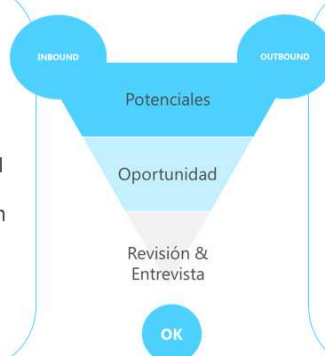 INBOUND
OUTBOUND
Potenciales
Oportunidad
Revisión &
Entrevista
OK